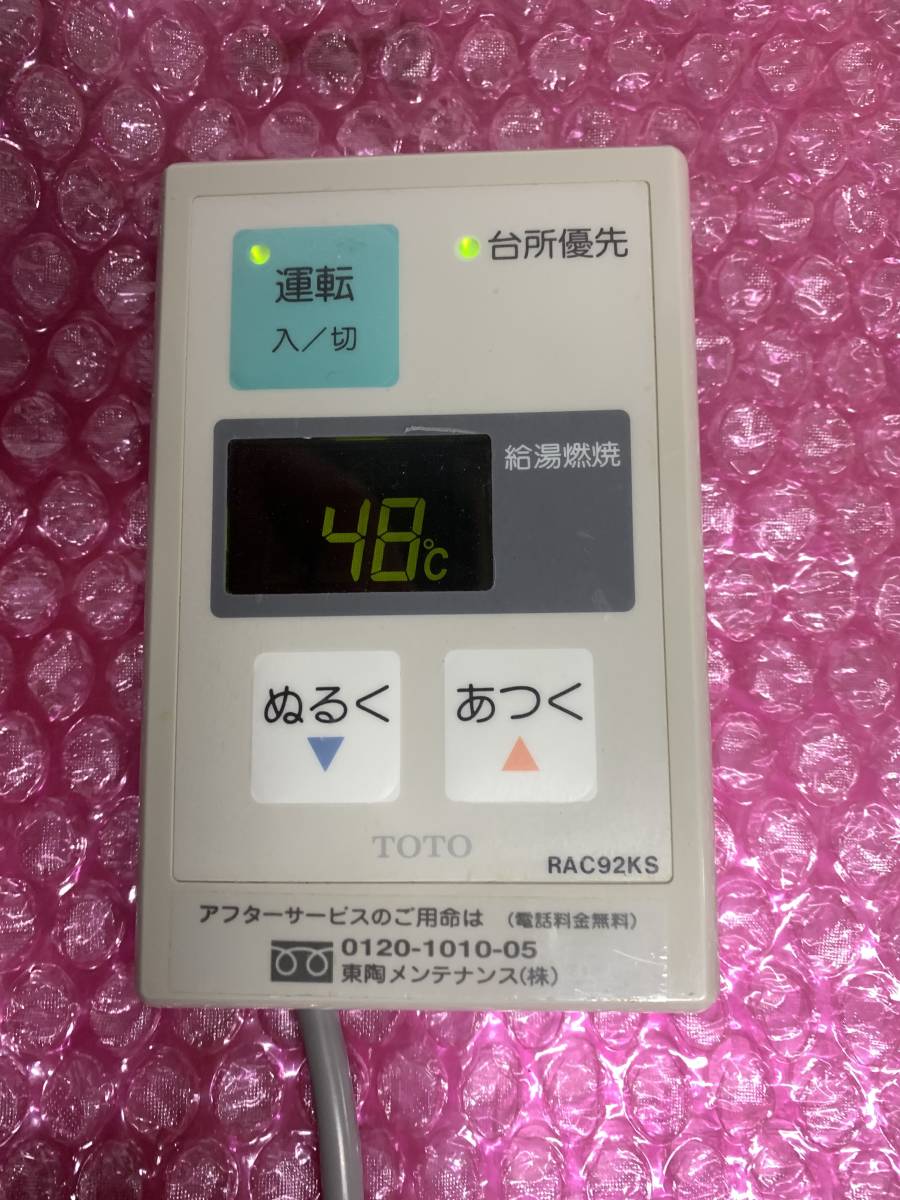 運転
入／切
台所優先
給湯燃焼
48℃
ぬるく
▼
あつく
▲
TOTO
RAC92KS
アフターサービスのご用命は (電話料金無料)
0120-1010-05
東陶メンテナンス(株)